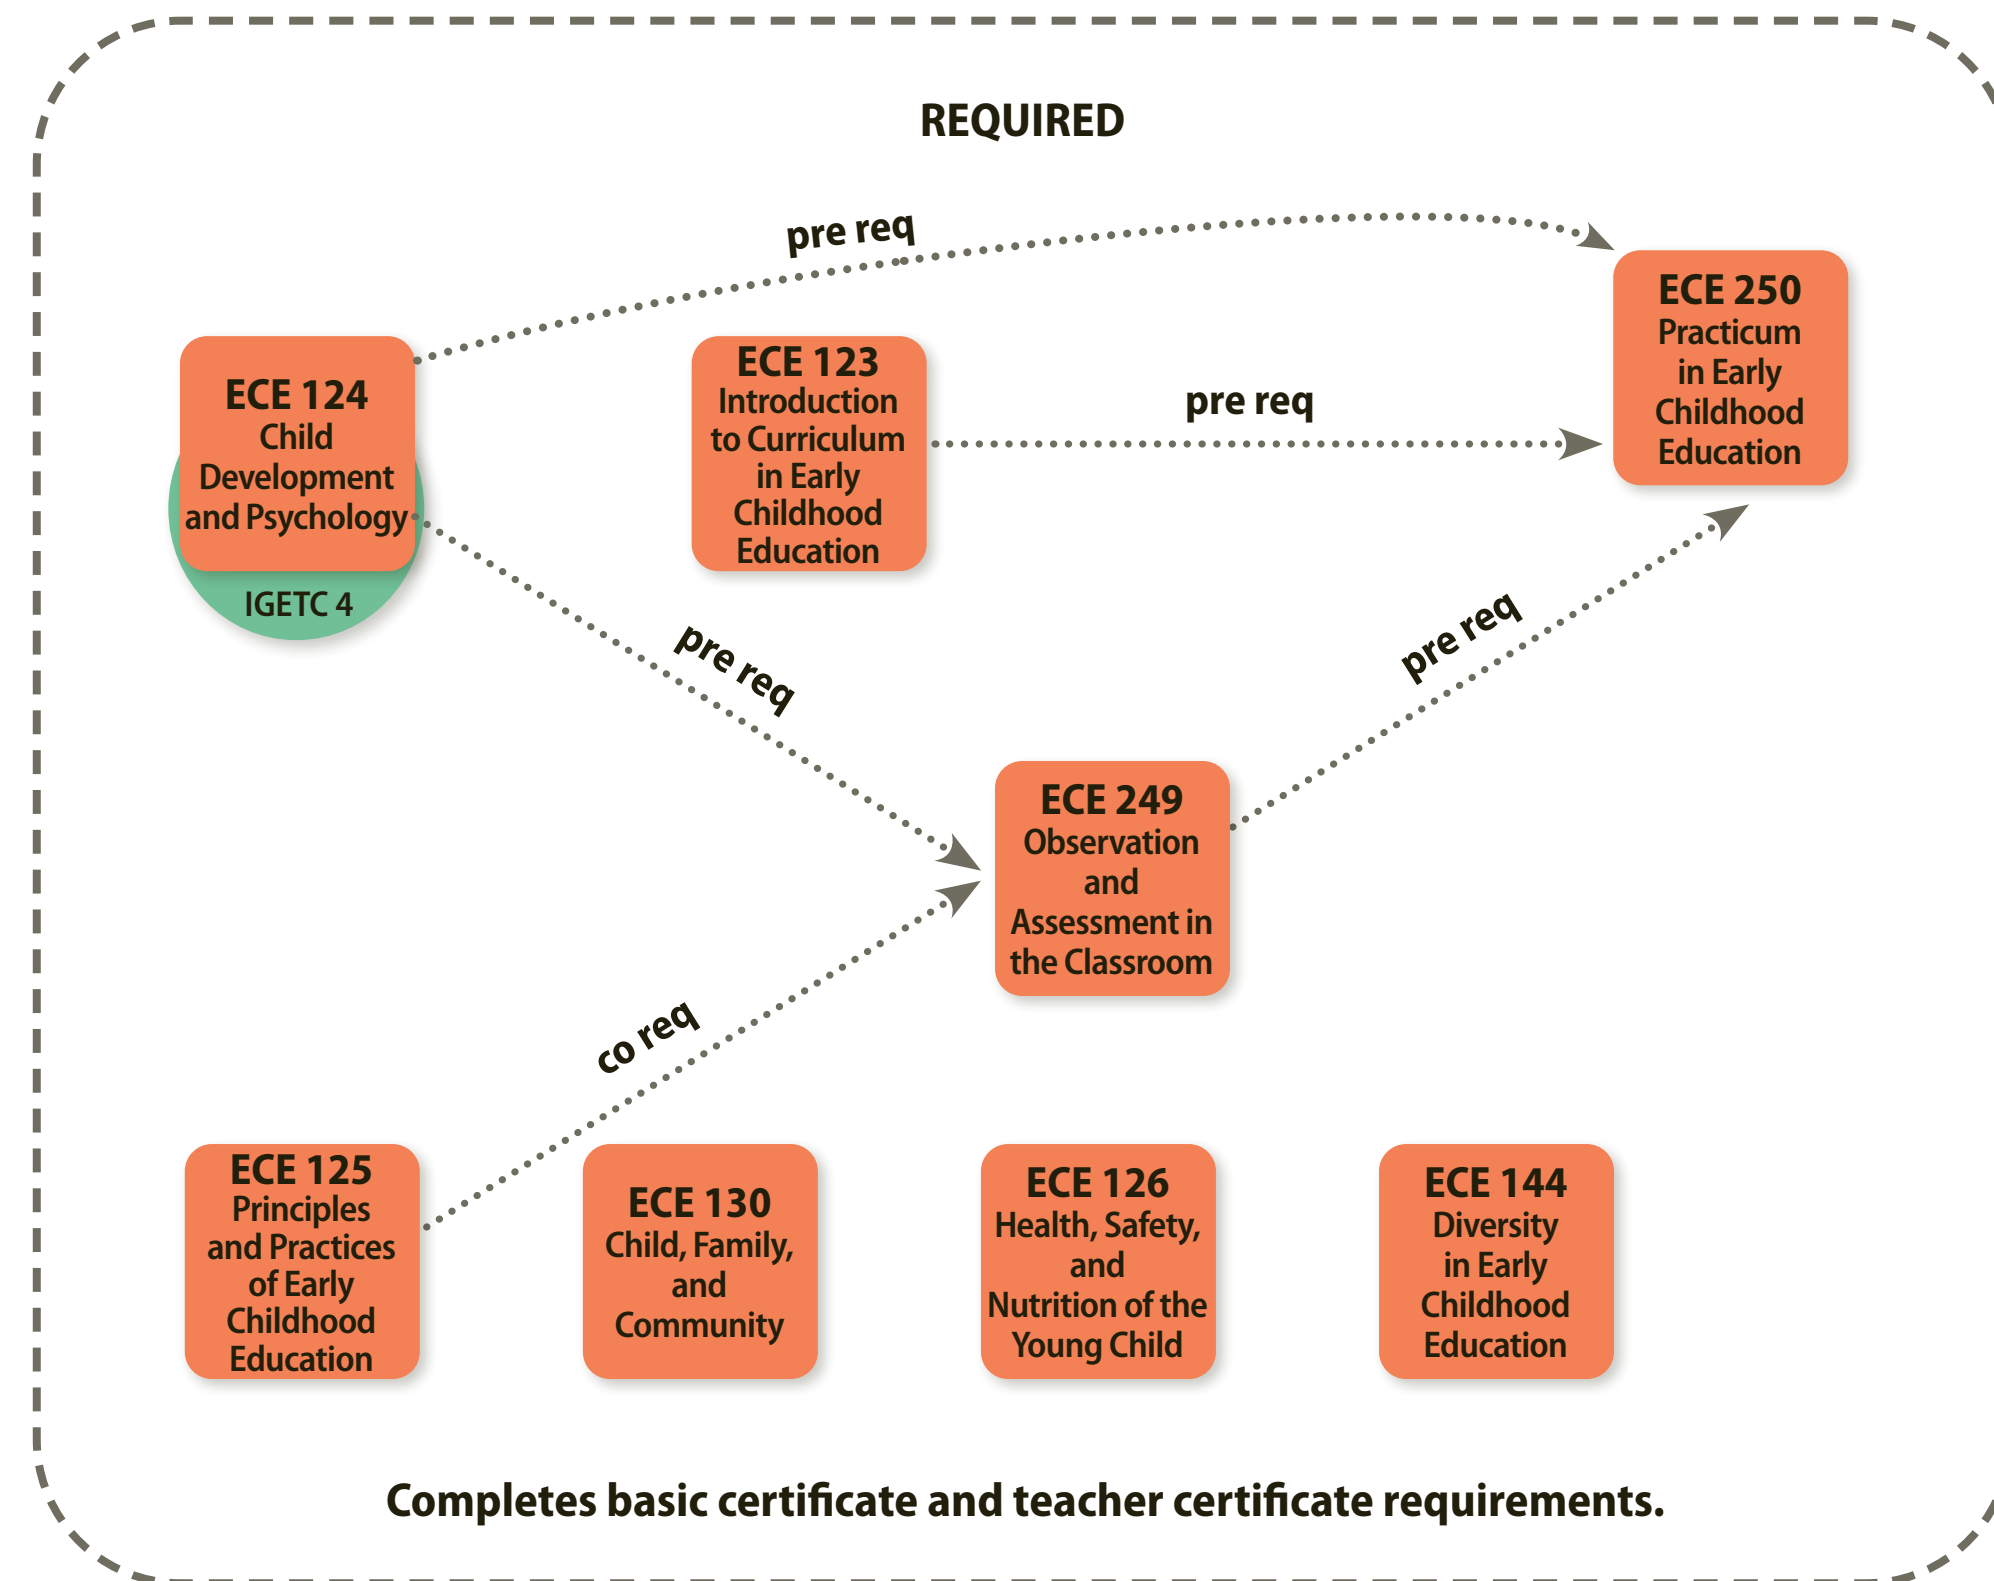 REQUIRED
pre req
ECE 124
Child
Development
and Psychology
IGETC 4
ECE 123
Introduction
to Curriculum
in Early
Childhood
Education
pre req
ECE 250
Practicum
in Early
Childhood
Education
pre req
pre req
ECE 249
Observation
and
Assessment in
the Classroom
co req
ECE 125
Principles
and Practices
of Early
Childhood
Education
ECE 130
Child, Family,
and
Community
ECE 126
Health, Safety,
and
Nutrition of the
Young Child
ECE 144
Diversity
in Early
Childhood
Education
Completes basic certificate and teacher certificate requirements.